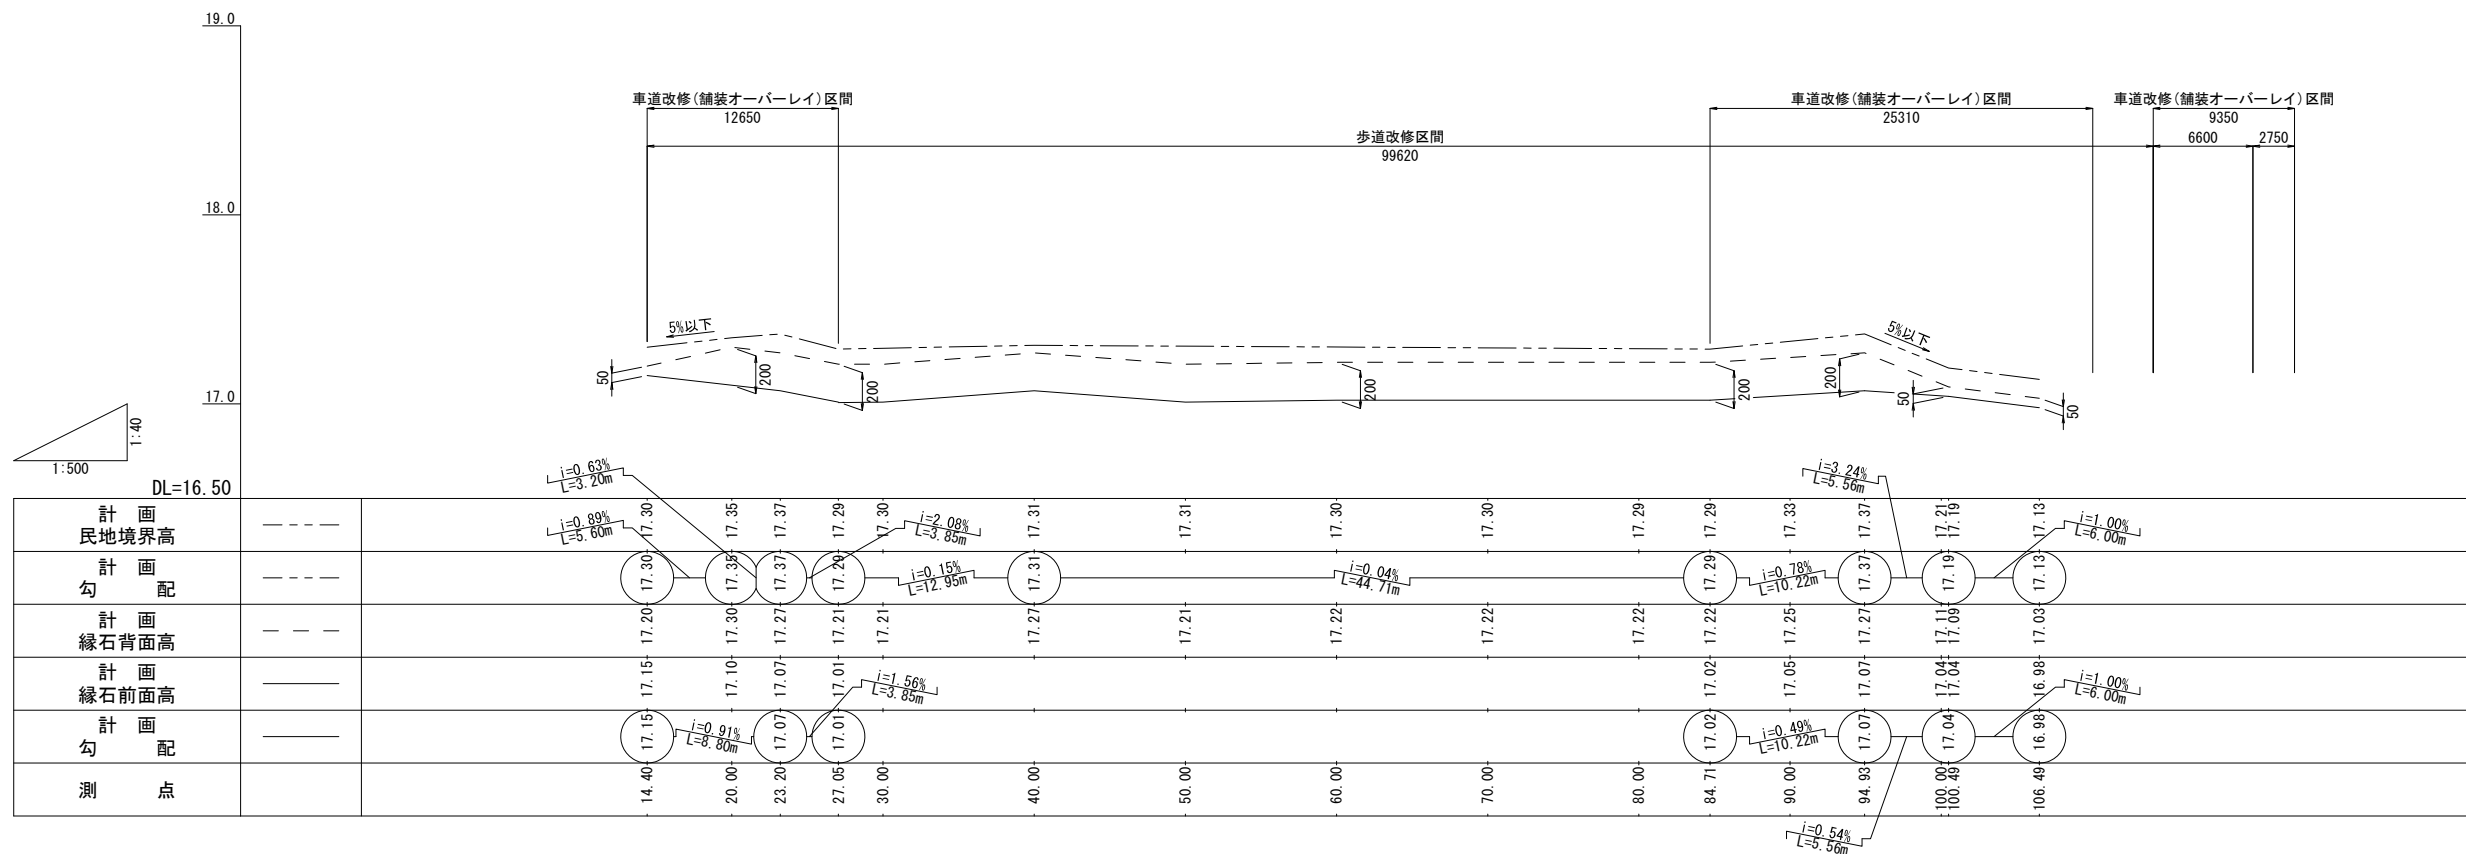 19.0
車道改修(舗装オーバーレイ)区間
12650
車道改修(舗装オーバーレイ)区間
25310
車道改修(舗装オーバーレイ)区間
9350
歩道改修区間
99620
6600
2750
18.0
5%以下
5%以下
50
200
200
200
200
200
50
50
17.0
1:40
1:500
DL=16.50
i=0.63%
L=3.20m
i=3.24%
L=5.56m
計 画
民地境界高
17.30
17.35
17.37
17.29
17.30
17.31
17.31
17.30
17.30
17.29
17.29
17.33
17.37
17.21
17.19
17.13
i=0.89%
L=5.60m
i=2.08%
L=3.85m
i=1.00%
L=6.00m
計 画
勾 配
17.30
17.35
17.37
17.29
i=0.15%
L=12.95m
17.31
i=0.04%
L=44.71m
17.29
i=0.78%
L=10.22m
17.37
17.19
17.13
計 画
縁石背面高
17.20
17.30
17.27
17.21
17.21
17.27
17.21
17.22
17.22
17.22
17.22
17.25
17.27
17.11
17.09
17.03
計 画
縁石前面高
17.15
17.10
17.07
17.01
17.02
17.05
17.07
17.04
17.04
16.98
i=1.56%
L=3.85m
i=1.00%
L=6.00m
計 画
勾 配
17.15
i=0.91%
L=8.80m
17.07
17.01
17.02
i=0.49%
L=10.22m
17.07
17.04
16.98
測 点
14.40
20.00
23.20
27.05
30.00
40.00
50.00
60.00
70.00
80.00
84.71
90.00
94.93
100.00
100.49
106.49
i=0.54%
L=5.56m